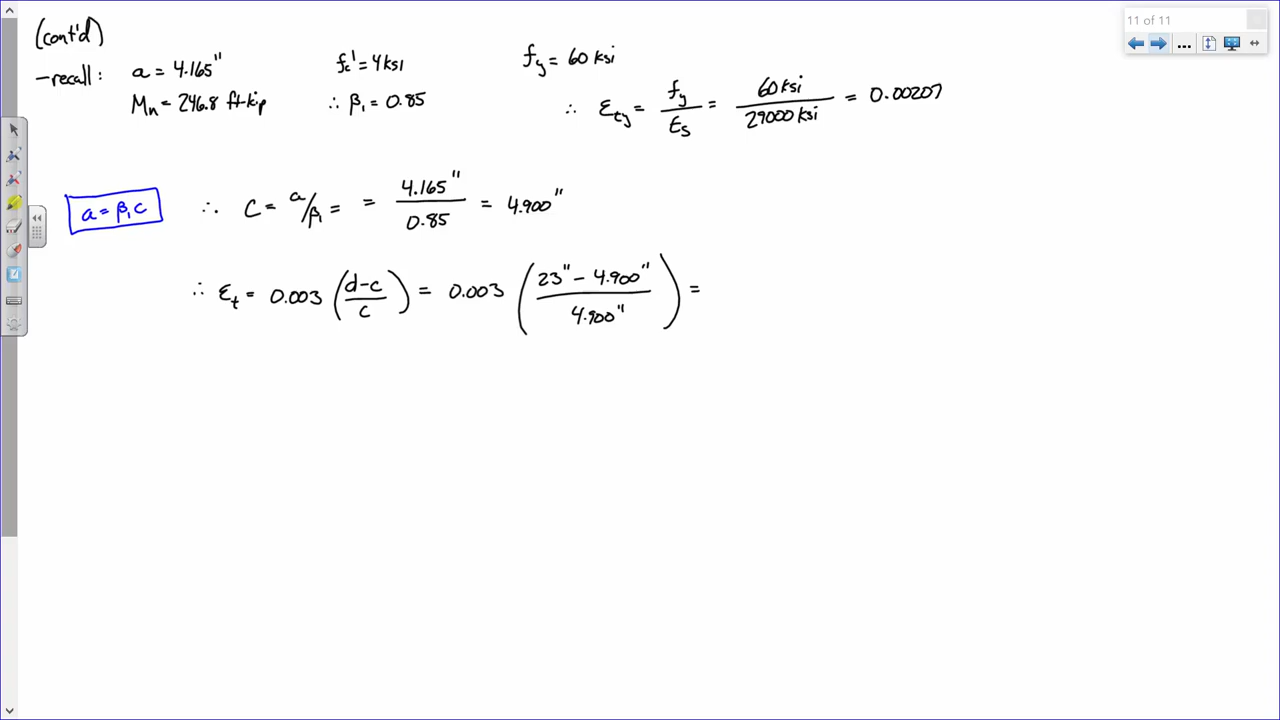 (cont'd)
11 of 11
-recall: a = 4.165" f'c = 4 ksi fy = 60 ksi
Mn = 246.8 ft-kip ∴ β1 = 0.85 ∴ εty = fy/Es = 60 ksi/29000 ksi = 0.00207
a = β1c ∴ C = a/β1 = = 4.165"/0.85 = 4.900"
∴ εt = 0.003 (d-c/c) = 0.003 (23" - 4.900"/4.900") =